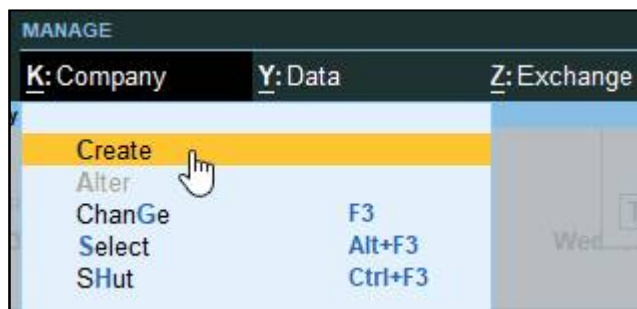 MANAGE
K: Company Y: Data Z: Exchange
Create
Alter
ChanGe F3
Select Alt+F3
SHut Ctrl+F3
Wed